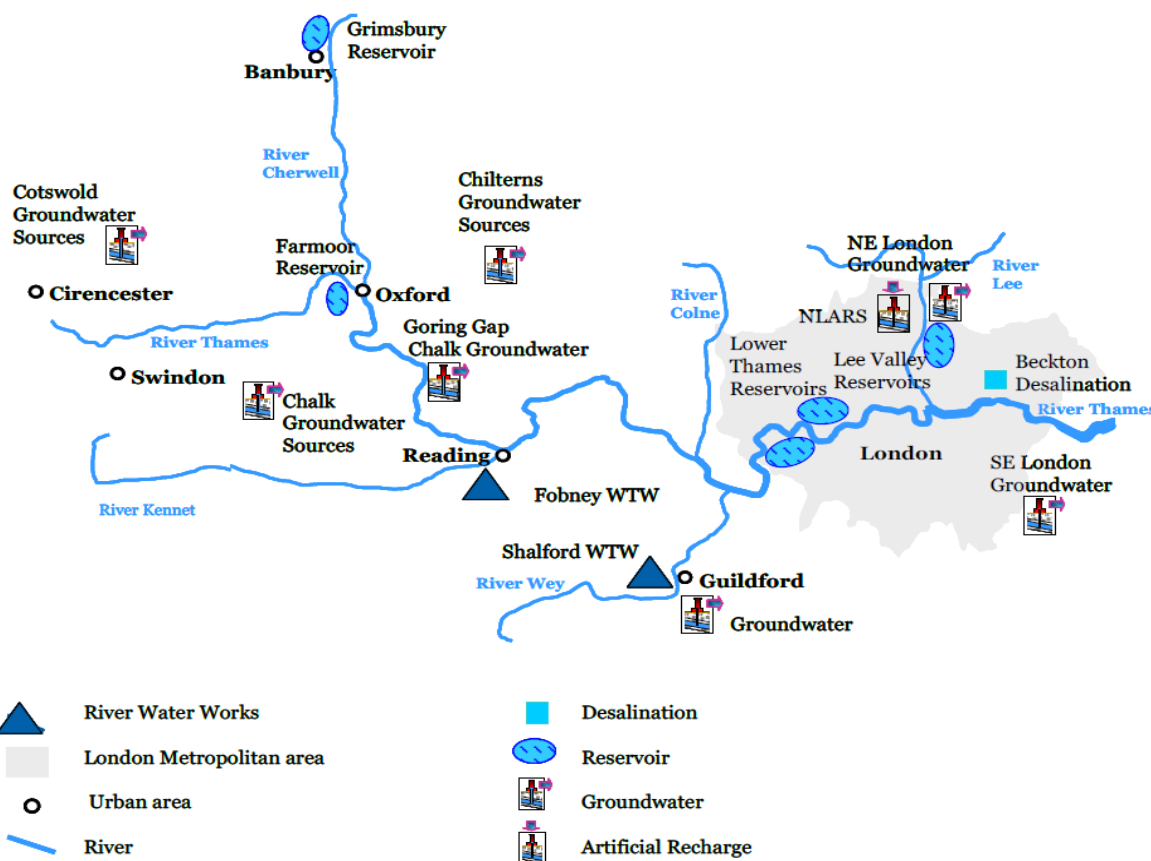 Grimsbury
Reservoir
Banbury
River
Cherwell
Cotswold
Groundwater
Sources
Chilterns
Groundwater
Sources
Farmoor
Reservoir
Cirencester
Oxford
River Thames
Swindon
Goring Gap
Chalk Groundwater
Chalk
Groundwater
Sources
Reading
River Kennet
Fobney WTW
River
Colne
NE London
Groundwater
River
Lee
NLARS
Lower
Thames
Reservoirs
Lee Valley
Reservoirs
Beckton
Desalination
River Thames
London
SE London
Groundwater
Shalford WTW
River Wey
Guildford
Groundwater
River Water Works
London Metropolitan area
Urban area
River
Desalination
Reservoir
Groundwater
Artificial Recharge